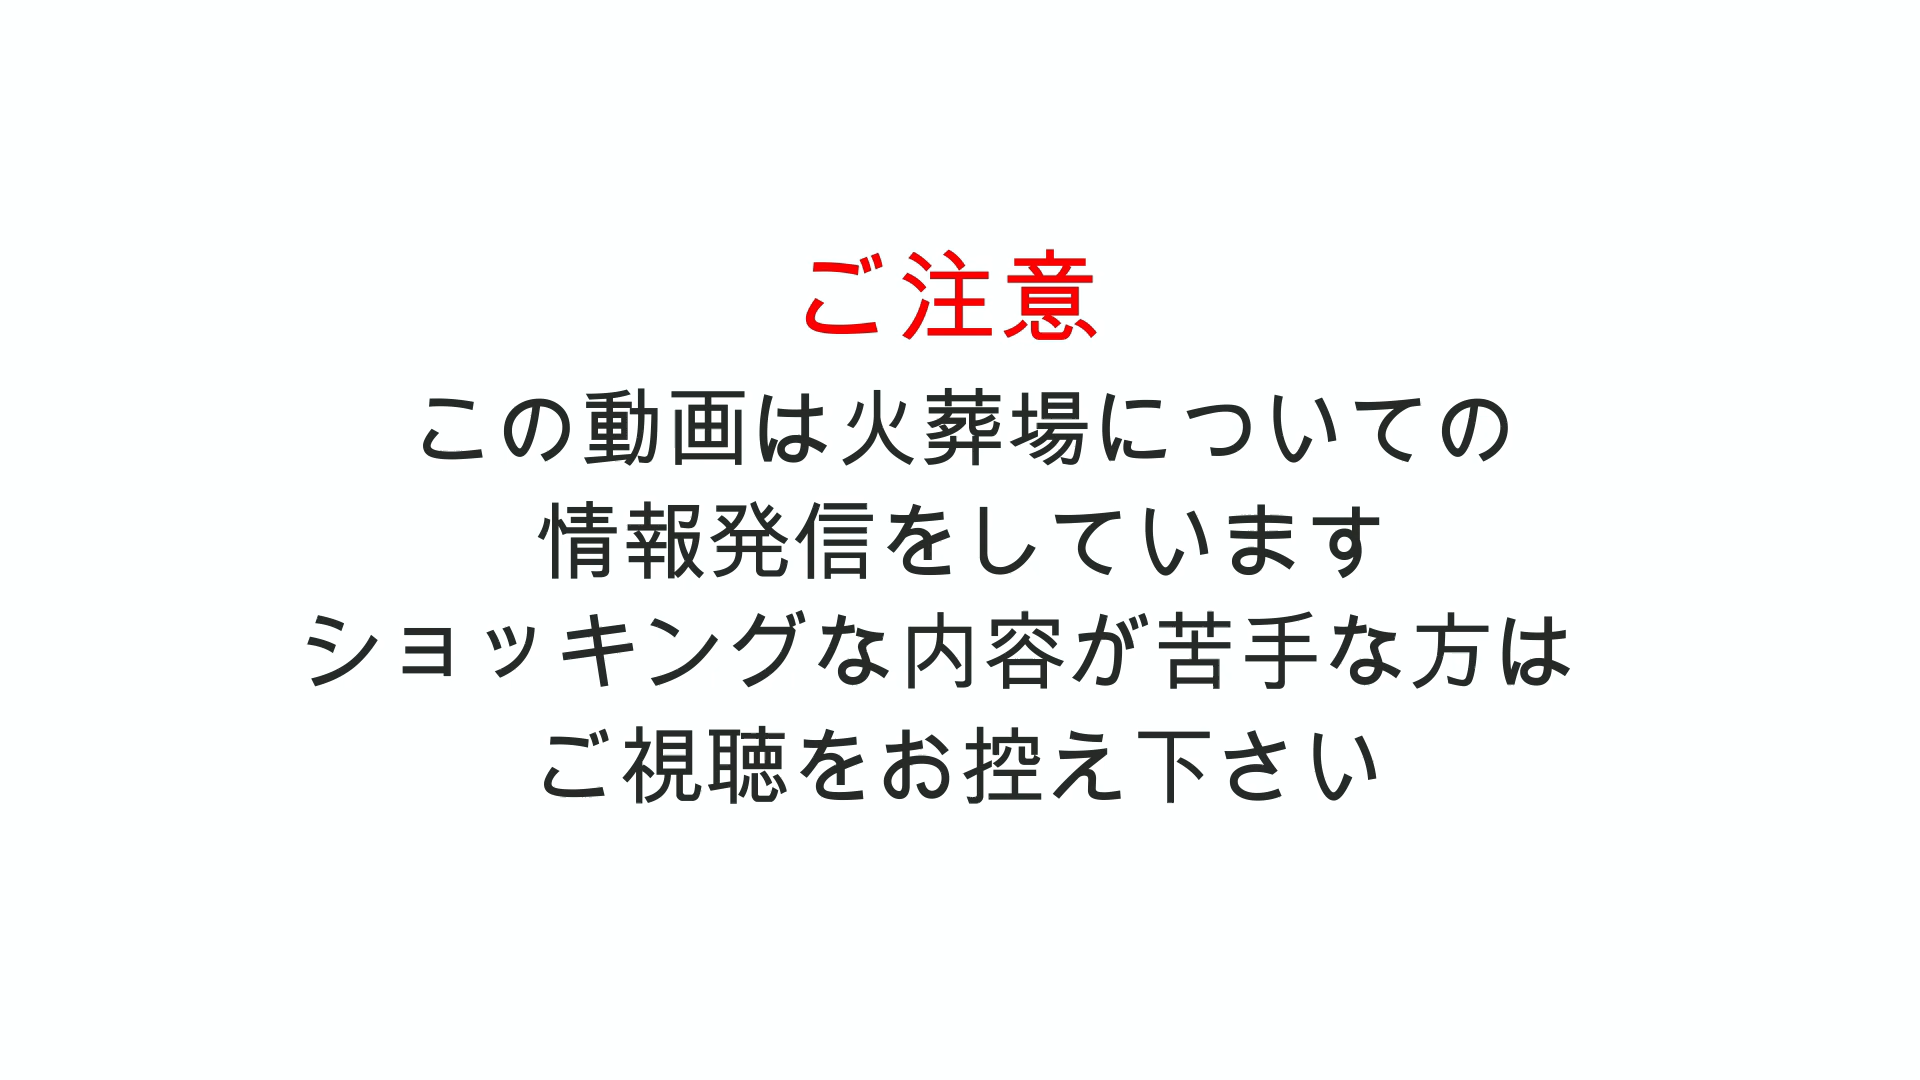 ご注意
この動画は火葬場についての
情報発信をしています
ショッキングな内容が苦手な方は
ご視聴をお控え下さい